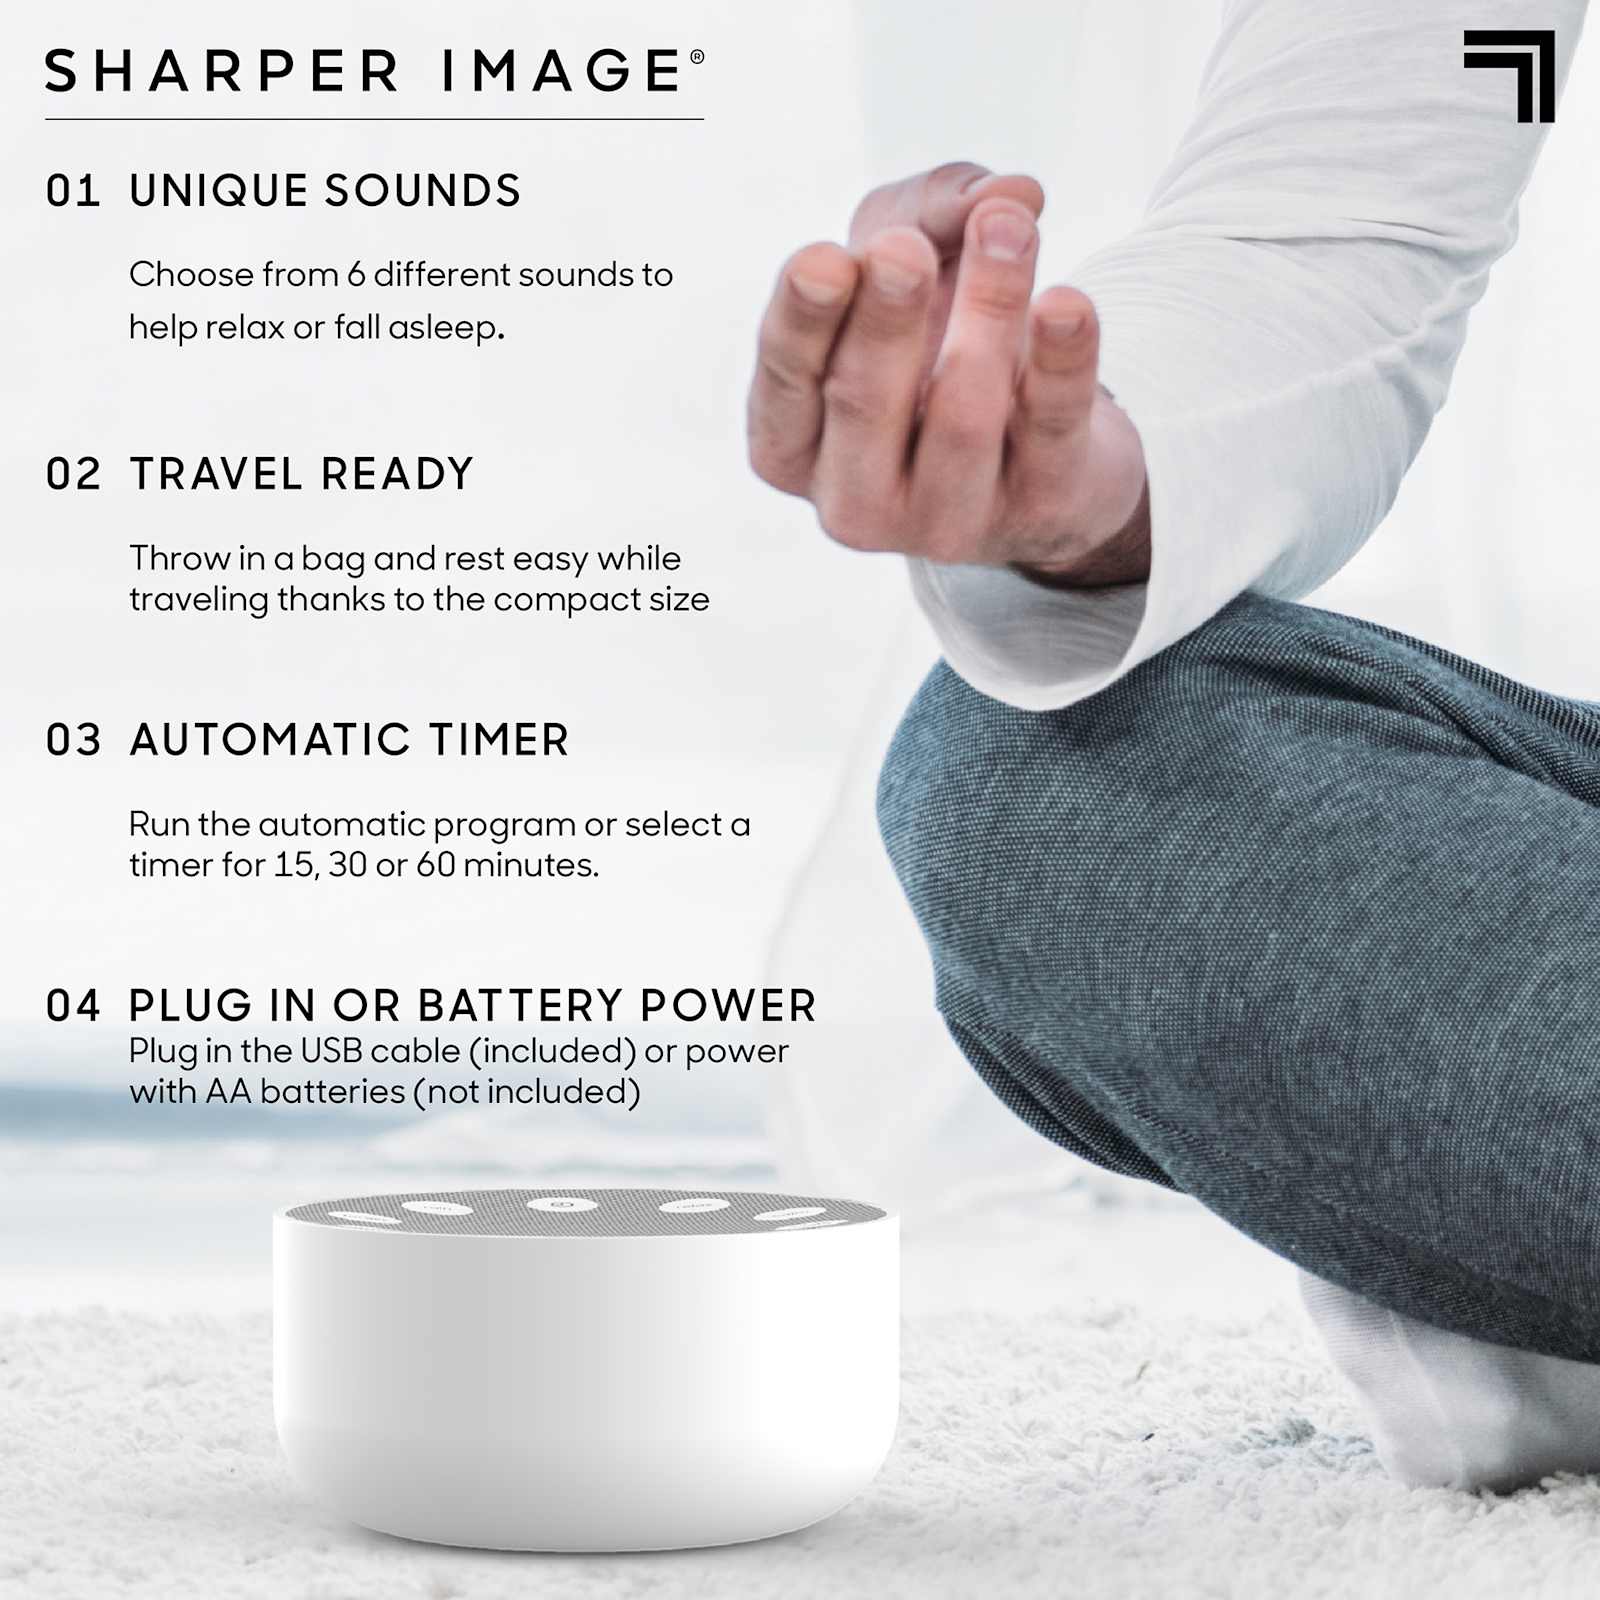 SHARPER IMAGE®
01 UNIQUE SOUNDS
Choose from 6 different sounds to
help relax or fall asleep.
02 TRAVEL READY
Throw in a bag and rest easy while
traveling thanks to the compact size
03 AUTOMATIC TIMER
Run the automatic program or select a
timer for 15, 30 or 60 minutes.
04 PLUG IN OR BATTERY POWER
Plug in the USB cable (included) or power
with AA batteries (not included)